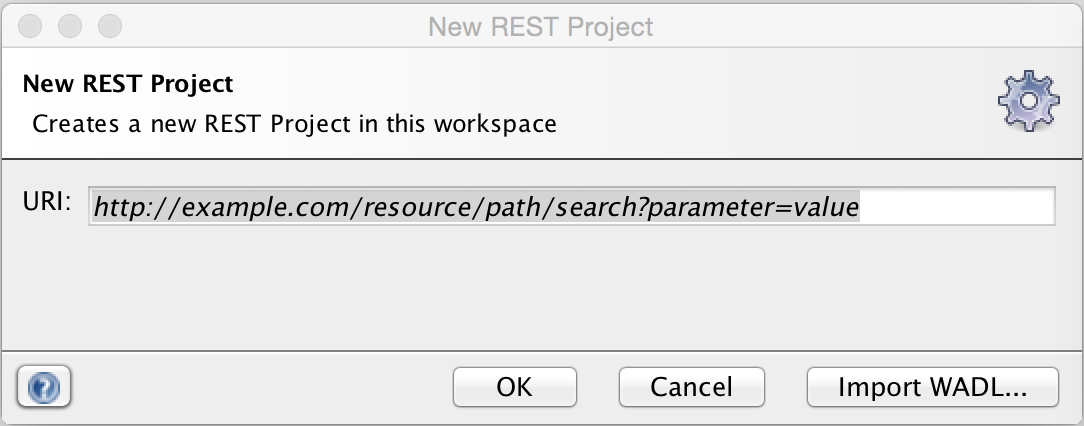 New REST Project
New REST Project
Creates a new REST Project in this workspace
URI: http://example.com/resource/path/search?parameter=value
?
OK Cancel Import WADL...